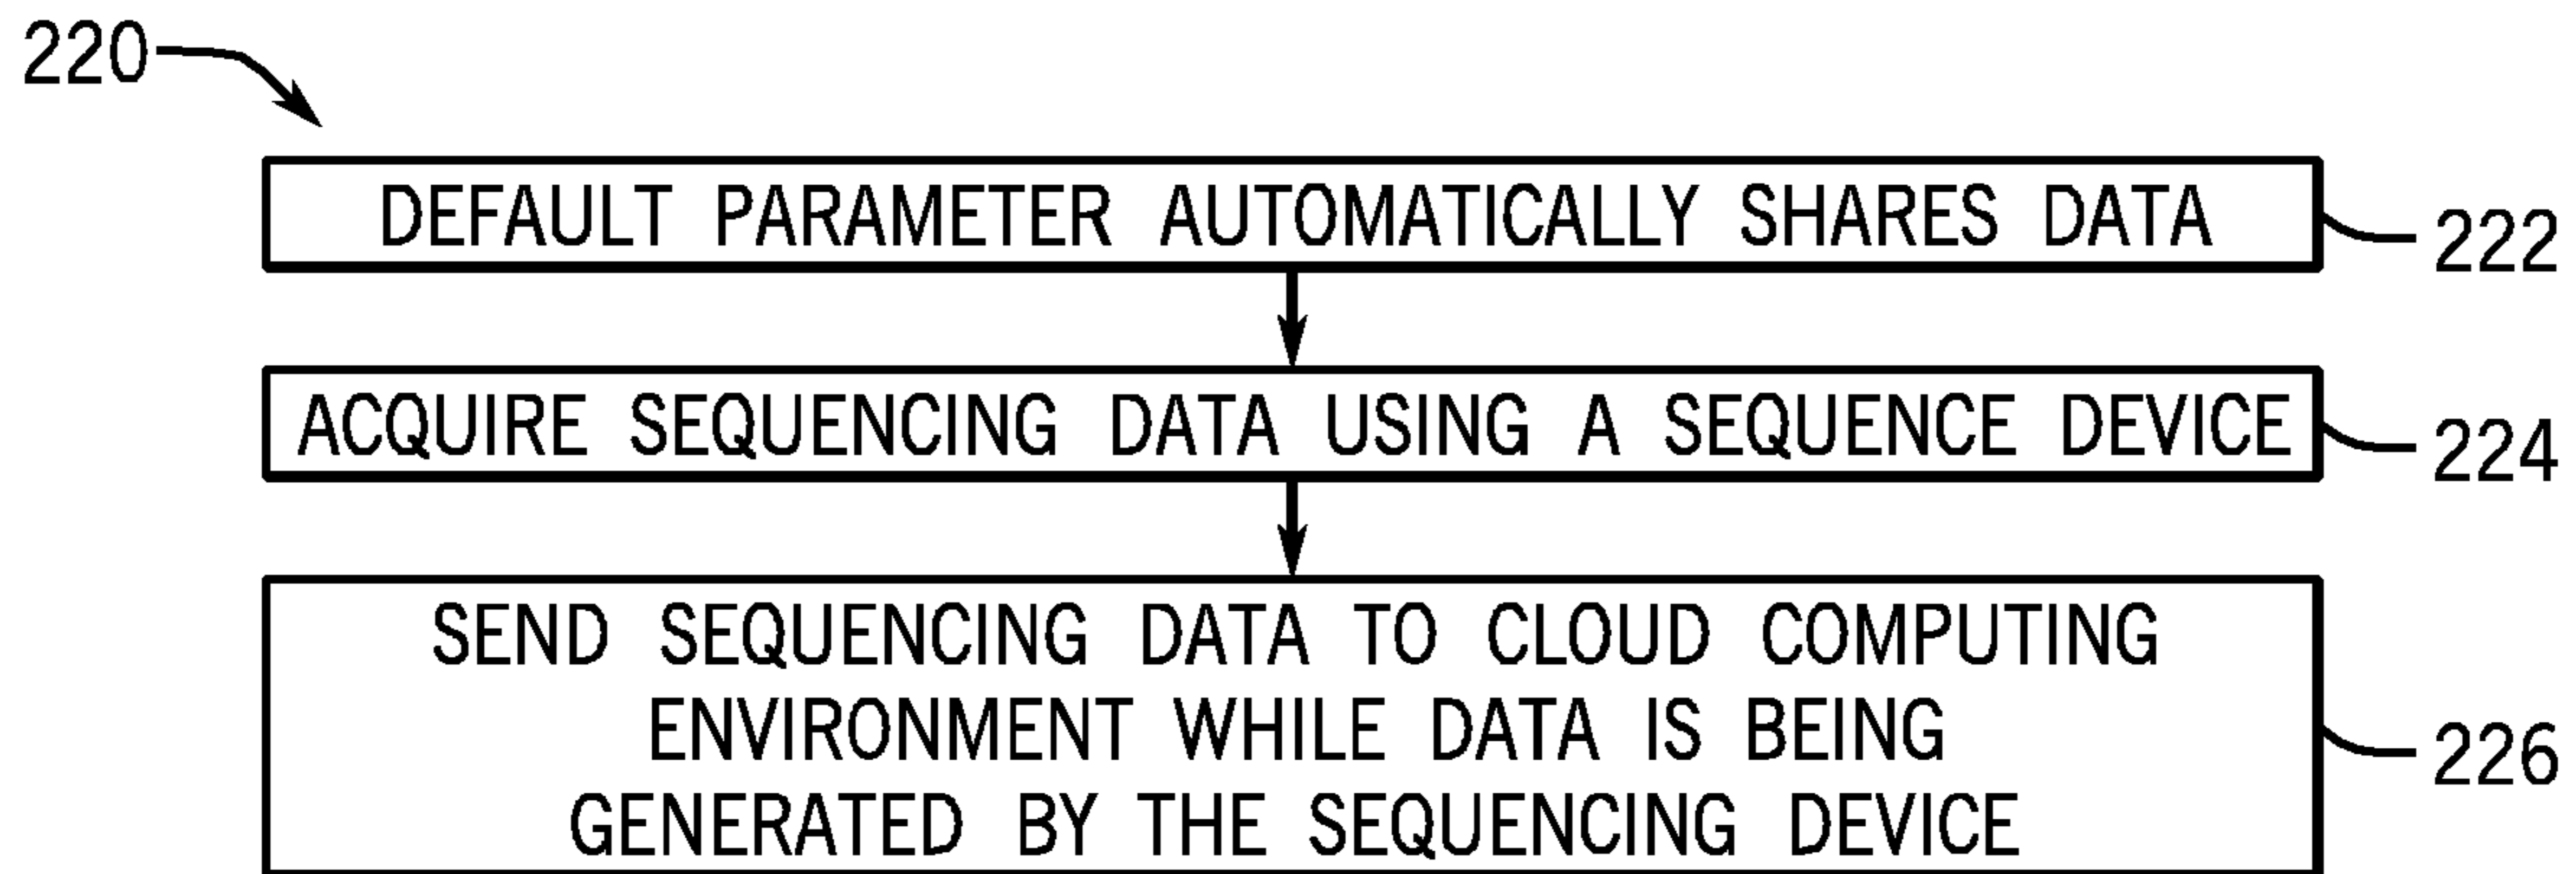 220
DEFAULT PARAMETER AUTOMATICALLY SHARES DATA
222
ACQUIRE SEQUENCING DATA USING A SEQUENCE DEVICE
224
SEND SEQUENCING DATA TO CLOUD COMPUTING
ENVIRONMENT WHILE DATA IS BEING
GENERATED BY THE SEQUENCING DEVICE
226